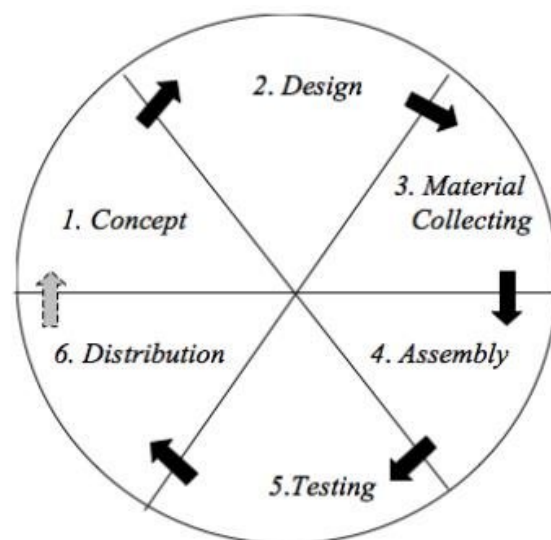 1. Concept
2. Design
3. Material
Collecting
4. Assembly
5.Testing
6. Distribution